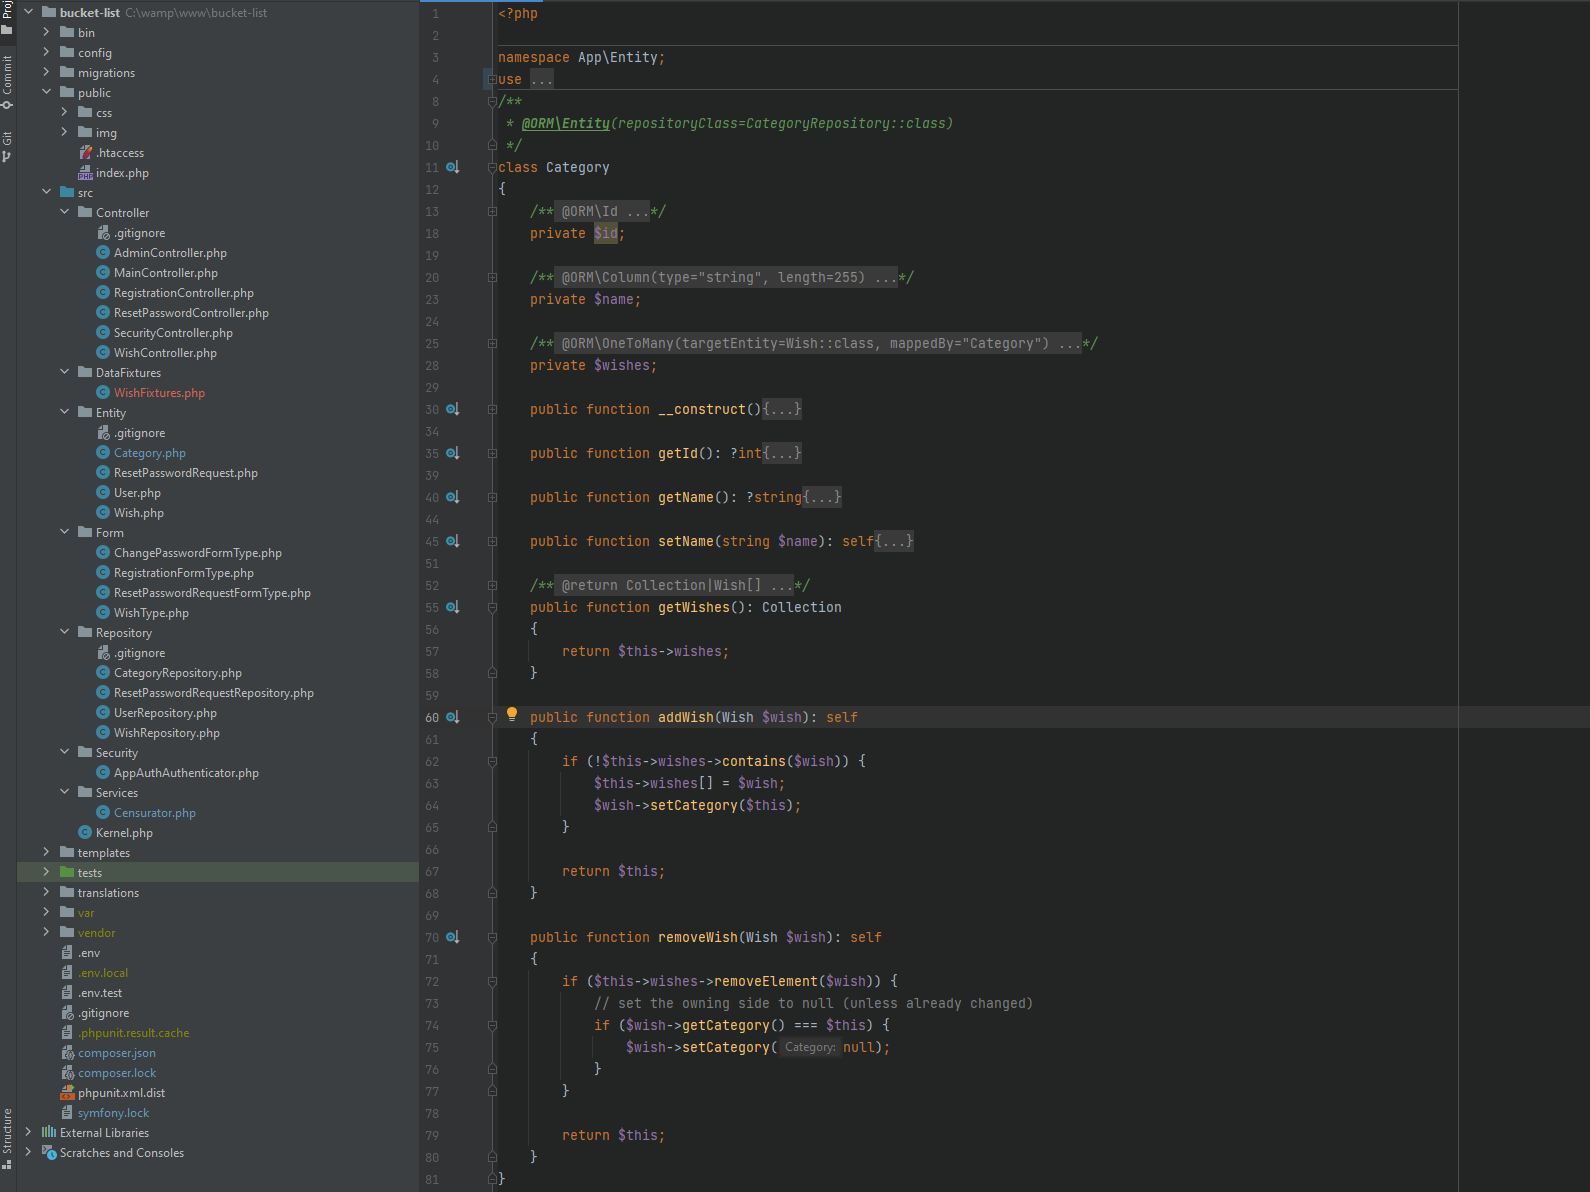 Proj
Commit
Git
Structure
bucket-list C:\wamp\www\bucket-list
bin
config
migrations
public
css
img
.htaccess
index.php
src
Controller
.gitignore
AdminController.php
MainController.php
RegistrationController.php
ResetPasswordController.php
SecurityController.php
WishController.php
DataFixtures
WishFixtures.php
Entity
.gitignore
Category.php
ResetPasswordRequest.php
User.php
Wish.php
Form
ChangePasswordFormType.php
RegistrationFormType.php
ResetPasswordRequestFormType.php
WishType.php
Repository
.gitignore
CategoryRepository.php
ResetPasswordRequestRepository.php
UserRepository.php
WishRepository.php
Security
AppAuthAuthenticator.php
Services
Censurator.php
Kernel.php
templates
tests
translations
var
vendor
.env
.env.local
.env.test
.gitignore
.phpunit.result.cache
composer.json
composer.lock
phpunit.xml.dist
symfony.lock
External Libraries
Scratches and Consoles
1 <?php
2
3 namespace App\Entity;
4 use ...
8 /**
9 * @ORM\Entity(repositoryClass=CategoryRepository::class)
10 */
11 class Category
12 {
13 /** @ORM\Id ...*/
18 private $id;
19
20 /** @ORM\Column(type="string", length=255) ...*/
23 private $name;
24
25 /** @ORM\OneToMany(targetEntity=Wish::class, mappedBy="Category") ...*/
28 private $wishes;
29
30 public function __construct(){...}
34
35 public function getId(): ?int{...}
39
40 public function getName(): ?string{...}
44
45 public function setName(string $name): self{...}
51
52 /** @return Collection|Wish[] ...*/
55 public function getWishes(): Collection
56 {
57 return $this->wishes;
58 }
59
60 public function addWish(Wish $wish): self
61 {
62 if (!$this->wishes->contains($wish)) {
63 $this->wishes[] = $wish;
64 $wish->setCategory($this);
65 }
66
67 return $this;
68 }
69
70 public function removeWish(Wish $wish): self
71 {
72 if ($this->wishes->removeElement($wish)) {
73 // set the owning side to null (unless already changed)
74 if ($wish->getCategory() === $this) {
75 $wish->setCategory( Category: null);
76 }
77 }
78
79 return $this;
80 }
81 }